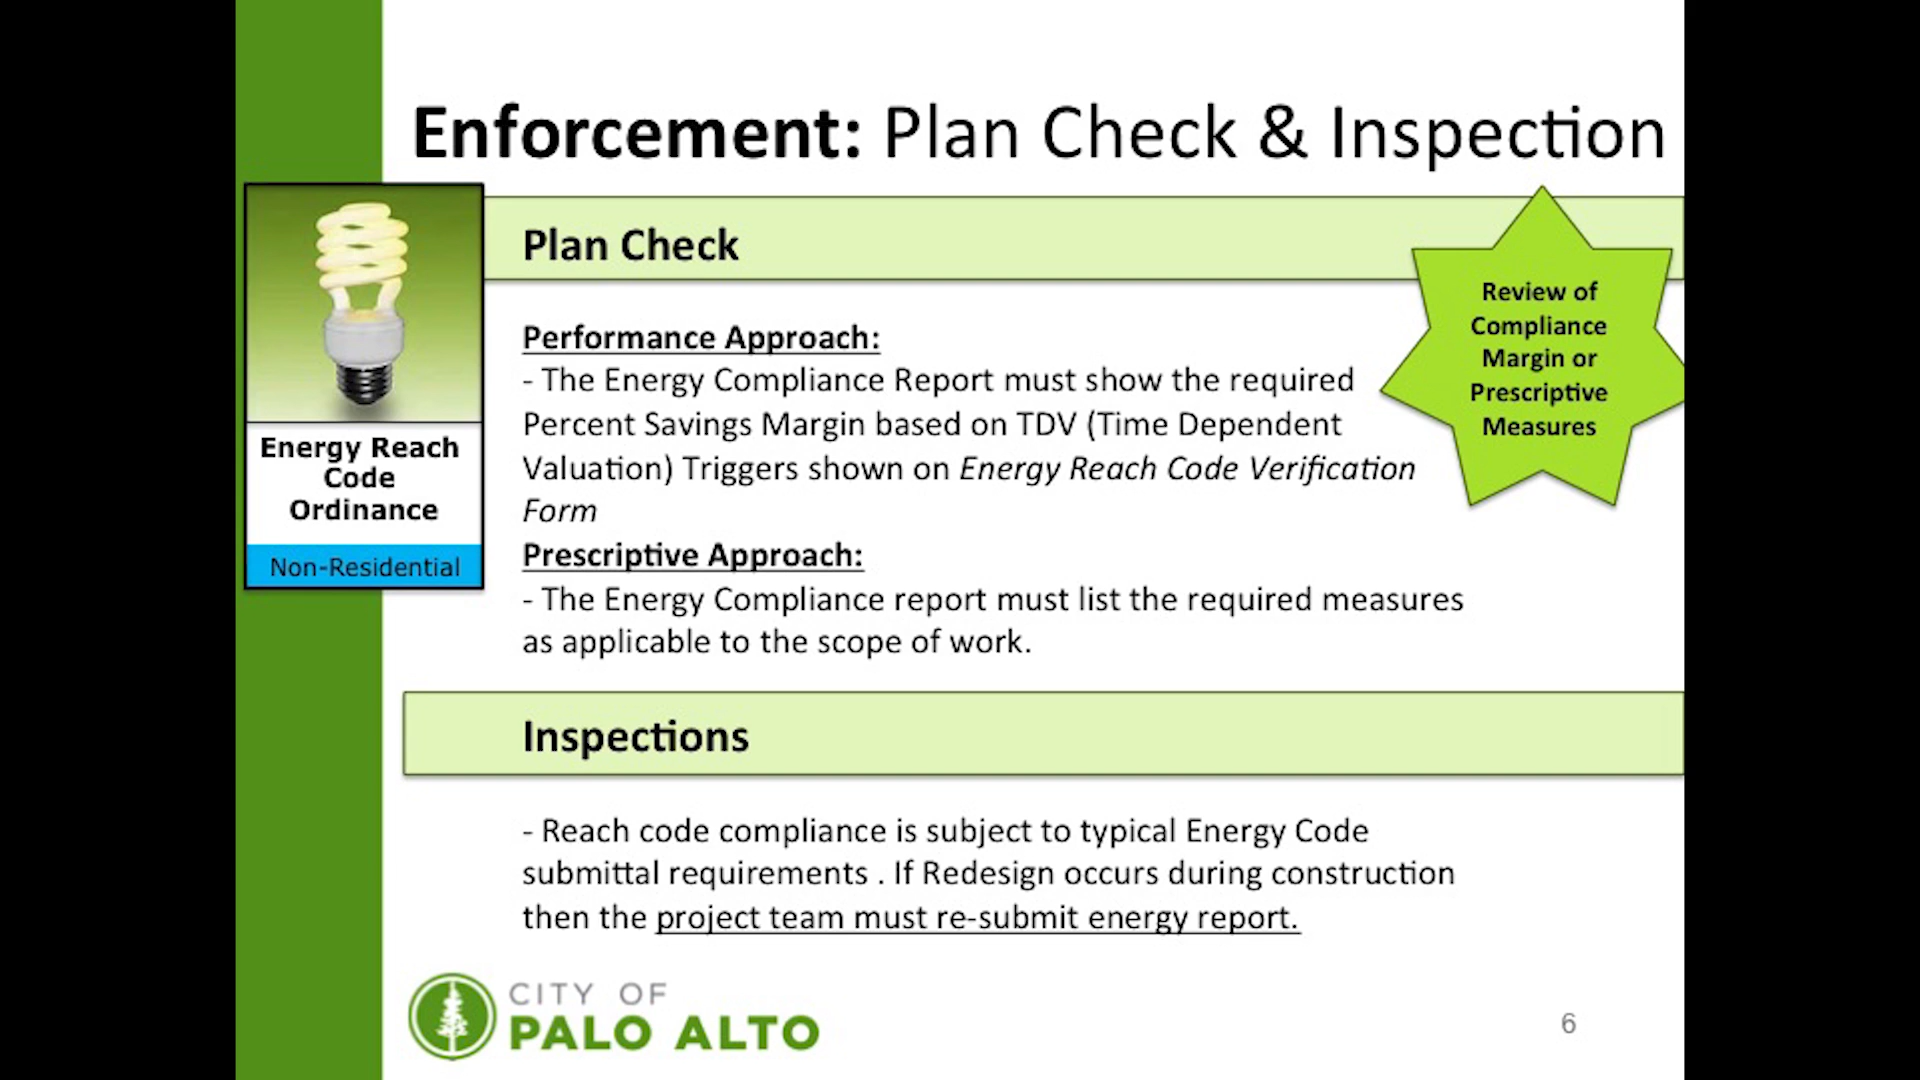 Enforcement: Plan Check & Inspection
Plan Check
Review of
Compliance
Margin or
Prescriptive
Measures
Energy Reach
Code
Ordinance
Non-Residential
Performance Approach:
- The Energy Compliance Report must show the required
Percent Savings Margin based on TDV (Time Dependent
Valuation) Triggers shown on Energy Reach Code Verification
Form
Prescriptive Approach:
- The Energy Compliance report must list the required measures
as applicable to the scope of work.
Inspections
- Reach code compliance is subject to typical Energy Code
submittal requirements . If Redesign occurs during construction
then the project team must re-submit energy report.
CITY OF
PALO ALTO
6